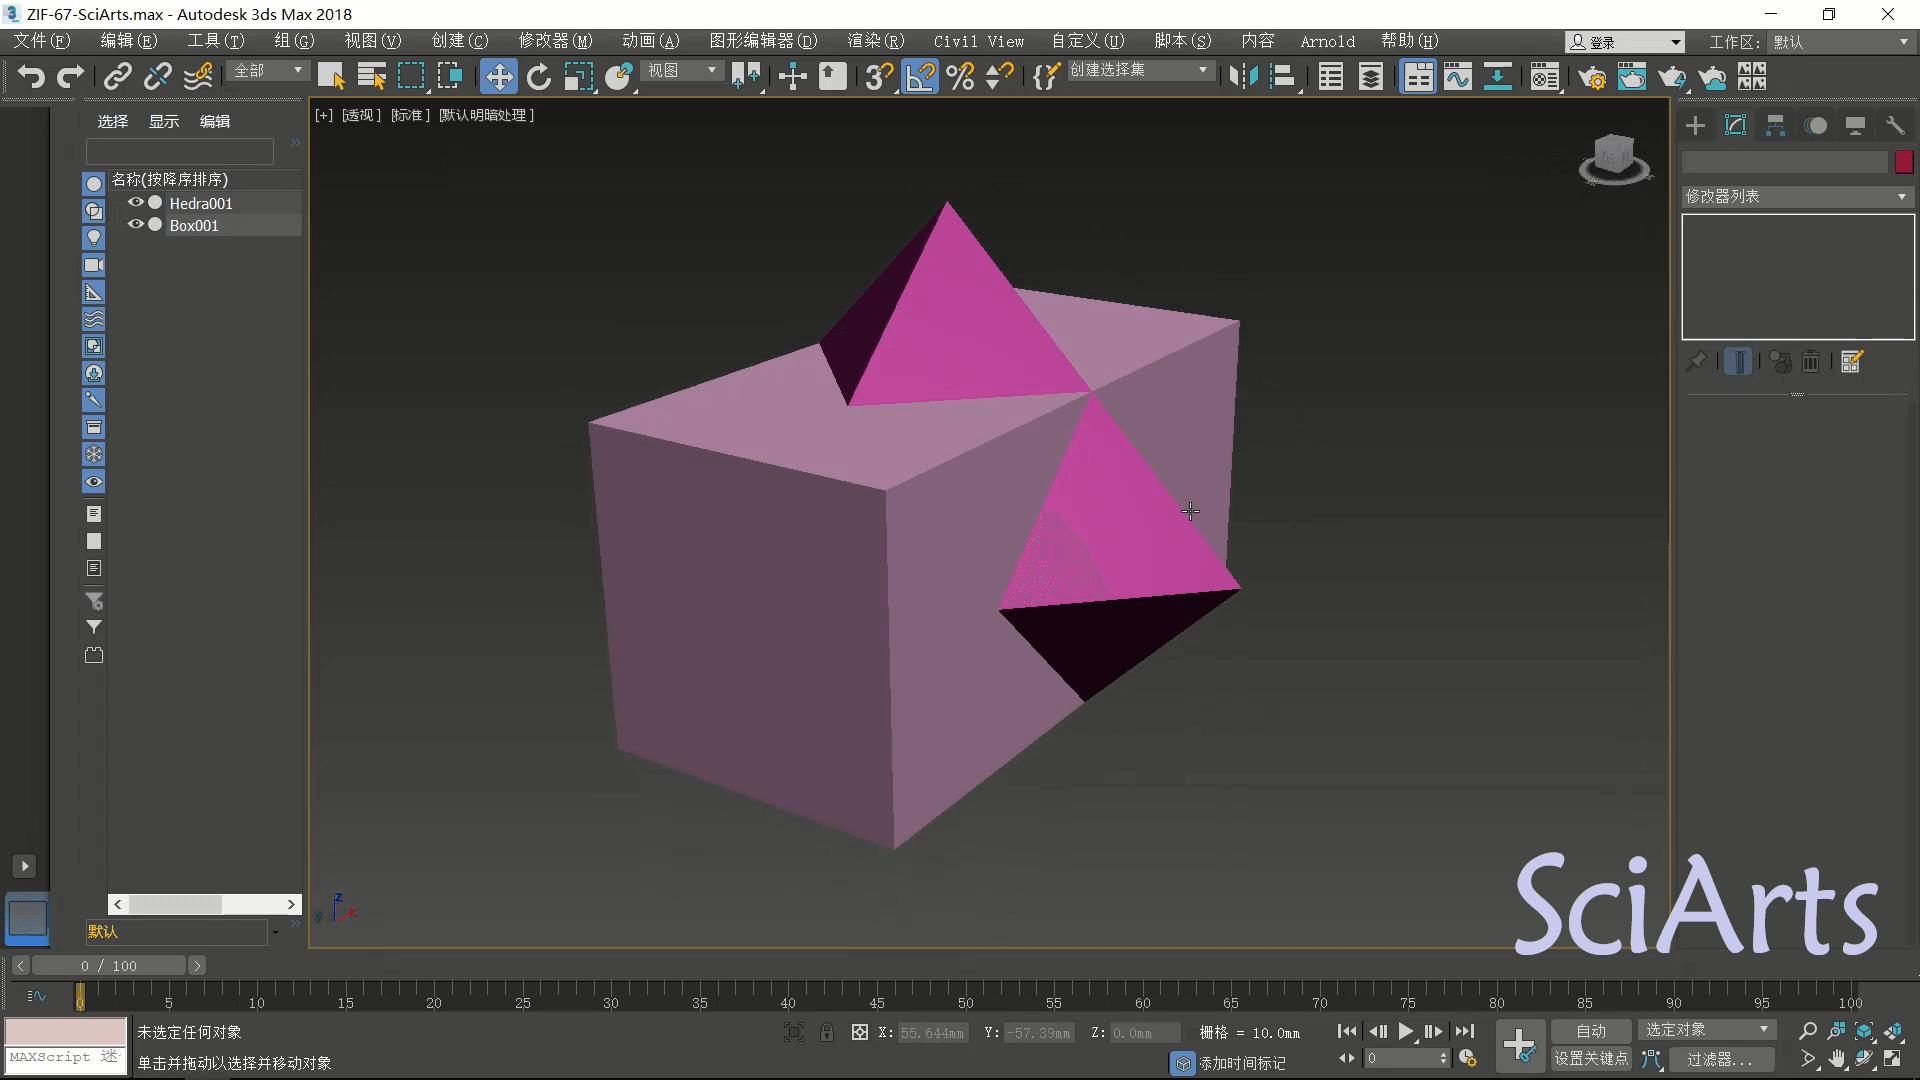 ZIF-67-SciArts.max - Autodesk 3ds Max 2018
文件(F) 编辑(E) 工具(T) 组(G) 视图(V) 创建(C) 修改器(M) 动画(A) 图形编辑器(D) 渲染(R) Civil View 自定义(U) 脚本(S) 内容 Arnold 帮助(H) 登录 工作区: 默认
全部 视图 创建选择集
选择 显示 编辑
[+] [透视] [标准] [默认明暗处理]
名称(按降序排序)
Hedra001
Box001
修改器列表
默认
SciArts
0 / 100
0 5 10 15 20 25 30 35 40 45 50 55 60 65 70 75 80 85 90 95 100
未选定任何对象 X: 55.644mm Y: -57.39mm Z: 0.0mm 栅格 = 10.0mm 自动 选定对象
MAXScript 迷
单击并拖动以选择并移动对象 添加时间标记 0 设置关键点 过滤器...